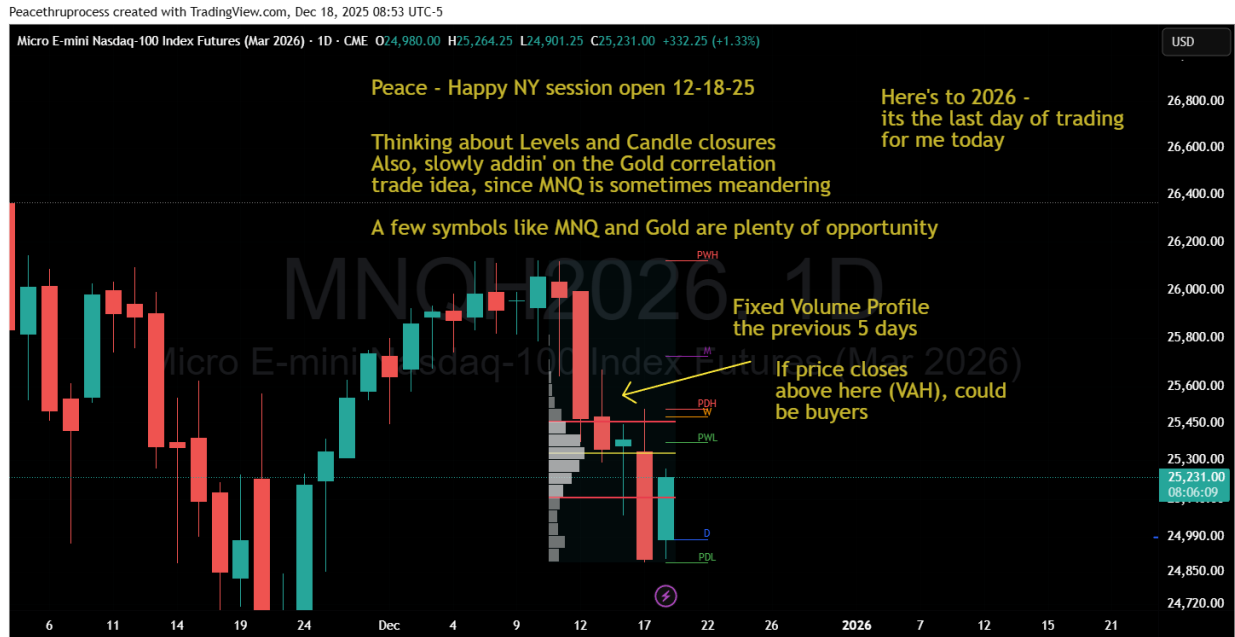 Peacethruprocess created with TradingView.com, Dec 18, 2025 08:53 UTC-5
Micro E-mini Nasdaq-100 Index Futures (Mar 2026) · 1D · CME O24,980.00 H25,264.25 L24,901.25 C25,231.00 +332.25 (+1.33%)
USD
Peace - Happy NY session open 12-18-25
Here's to 2026 -
its the last day of trading
for me today
Thinking about Levels and Candle closures
Also, slowly addin' on the Gold correlation
trade idea, since MNQ is sometimes meandering
A few symbols like MNQ and Gold are plenty of opportunity
MNQH2026, 1D
Micro E-mini Nasdaq-100 Index Futures (Mar 2026)
PWH
Fixed Volume Profile
the previous 5 days
M
If price closes
above here (VAH), could
be buyers
PDH
W
PWL
D
PDL
26,800.00
26,600.00
26,400.00
26,200.00
26,000.00
25,800.00
25,600.00
25,450.00
25,300.00
25,231.00
08:06:09
24,990.00
24,850.00
24,720.00
6 11 14 19 24 Dec 4 9 12 17 22 26 2026 7 12 15 21